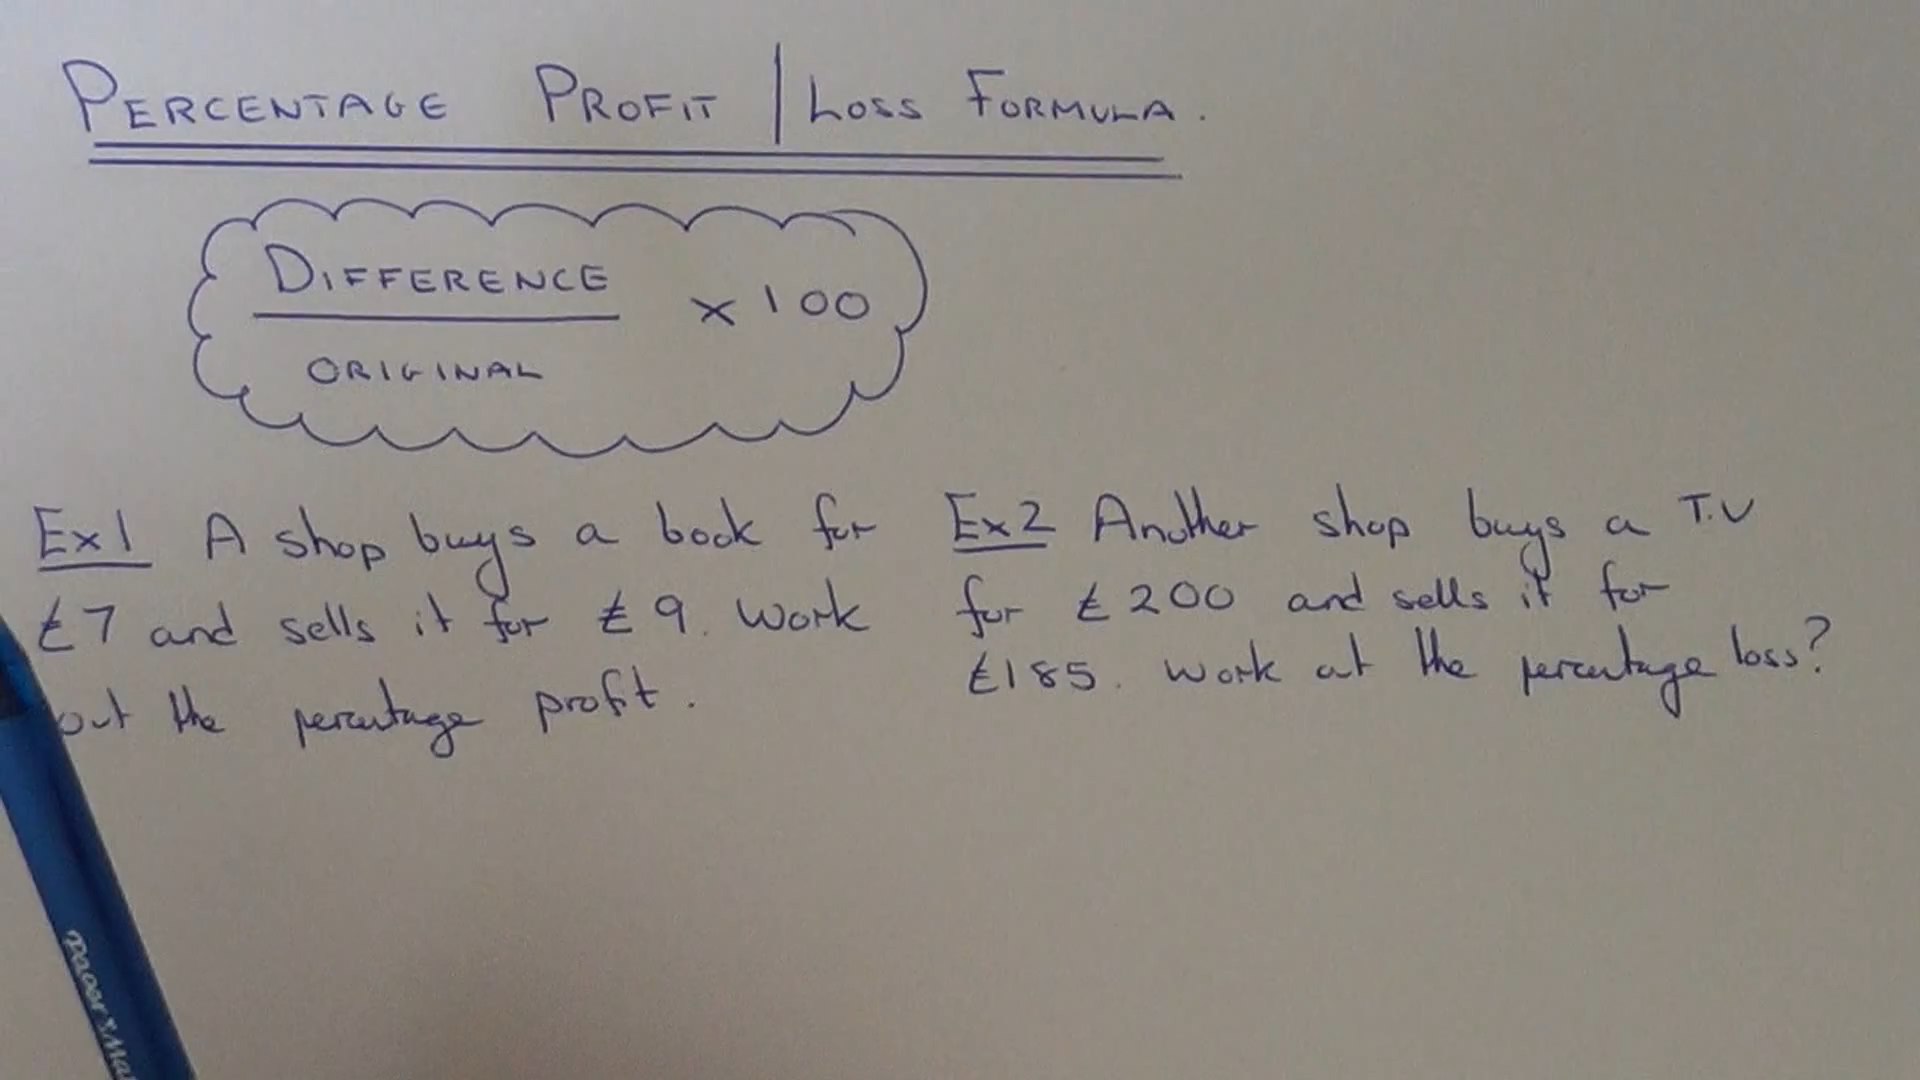 PERCENTAGE PROFIT | LOSS FORMULA.
DIFFERENCE
x 100
ORIGINAL
Ex1 A shop buys a book for
£7 and sells it for £9. Work
out the percentage profit.
Ex2 Another shop buys a T.V
for £200 and sells it for
£185. Work out the percentage loss?
Paper:Ma